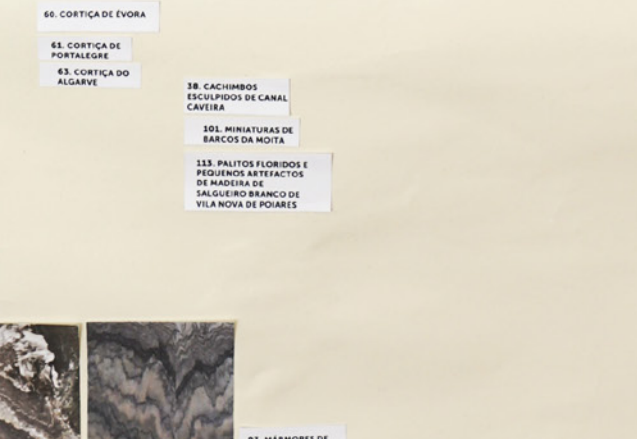 60. CORTIÇA DE ÉVORA
61. CORTIÇA DE
PORTALEGRE
63. CORTIÇA DO
ALGARVE
38. CACHIMBOS
ESCULPIDOS DE CANAL
CAVEIRA
101. MINIATURAS DE
BARCOS DA MOITA
113. PALITOS FLORIDOS E
PEQUENOS ARTEFACTOS
DE MADEIRA DE
SALGUEIRO BRANCO DE
VILA NOVA DE POIARES
MÁRMORES DE